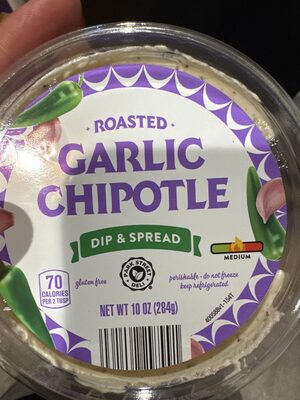 ROASTED
GARLIC
CHIPOTLE
DIP & SPREAD
MEDIUM
70
CALORIES
PER 2 TBSP
gluten free
PARK STREET
DELI
perishable - do not freeze
keep refrigerated
NET WT 10 OZ (284g)